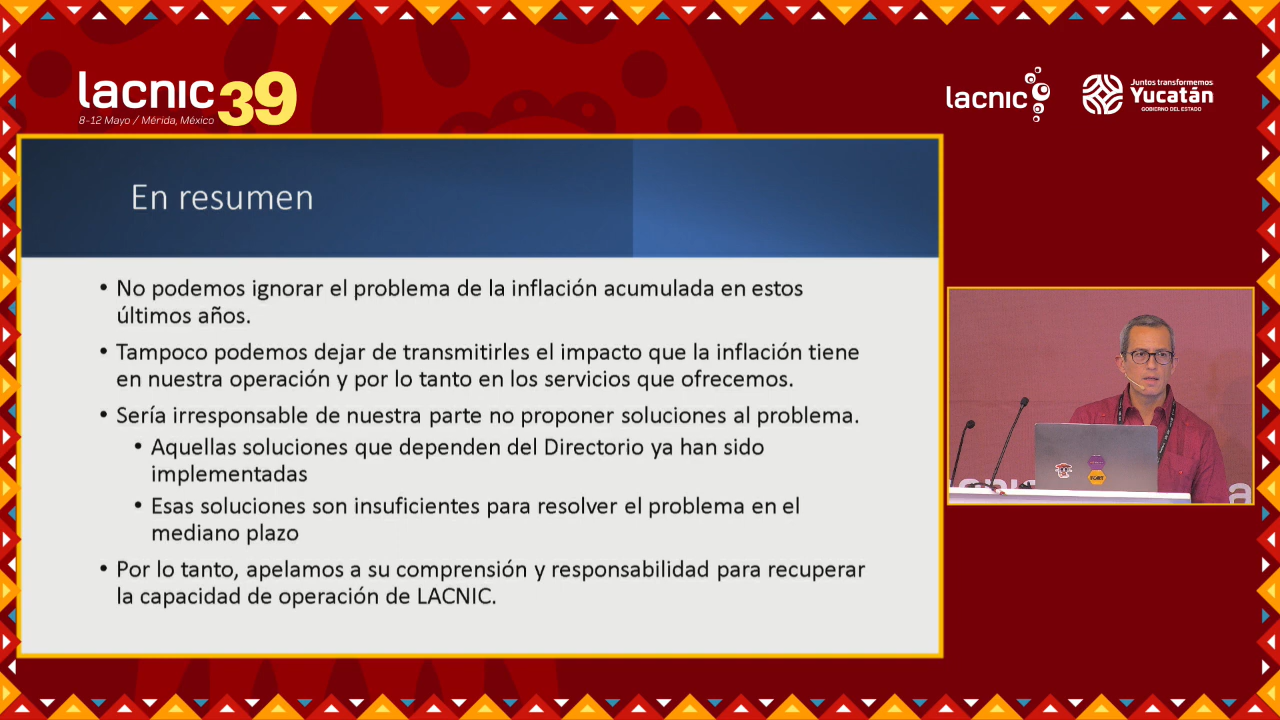 lacnic39
8-12 Mayo / Mérida, México
lacnic
Juntos transformemos
Yucatán
GOBIERNO DEL ESTADO
En resumen
• No podemos ignorar el problema de la inflación acumulada en estos
últimos años.
• Tampoco podemos dejar de transmitirles el impacto que la inflación tiene
en nuestra operación y por lo tanto en los servicios que ofrecemos.
• Sería irresponsable de nuestra parte no proponer soluciones al problema.
• Aquellas soluciones que dependen del Directorio ya han sido
implementadas
• Esas soluciones son insuficientes para resolver el problema en el
mediano plazo
• Por lo tanto, apelamos a su comprensión y responsabilidad para recuperar
la capacidad de operación de LACNIC.